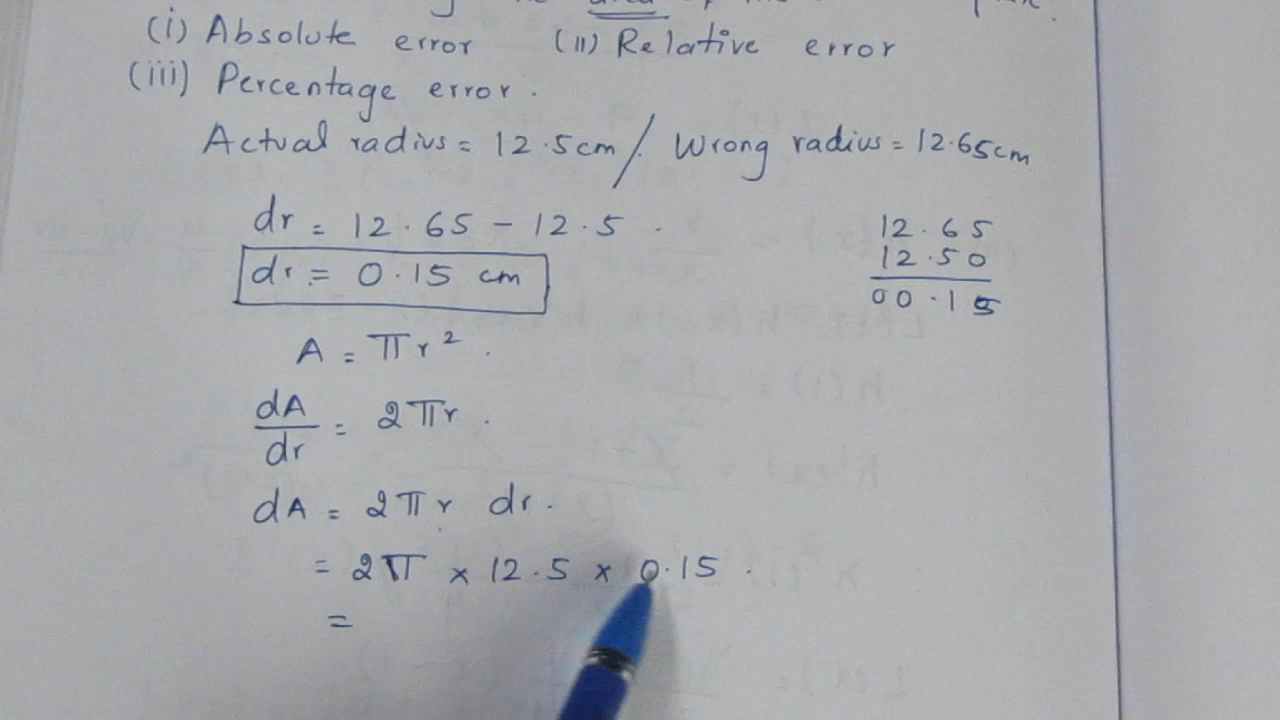 area
(i) Absolute error (ii) Relative error
(iii) Percentage error.
Actual radius = 12.5cm / Wrong radius = 12.65cm
dr = 12.65 - 12.5
dr = 0.15 cm
12.65
12.50
00.15
A = πr².
dA/dr = 2πr.
dA = 2πr dr.
= 2π × 12.5 × 0.15.
=